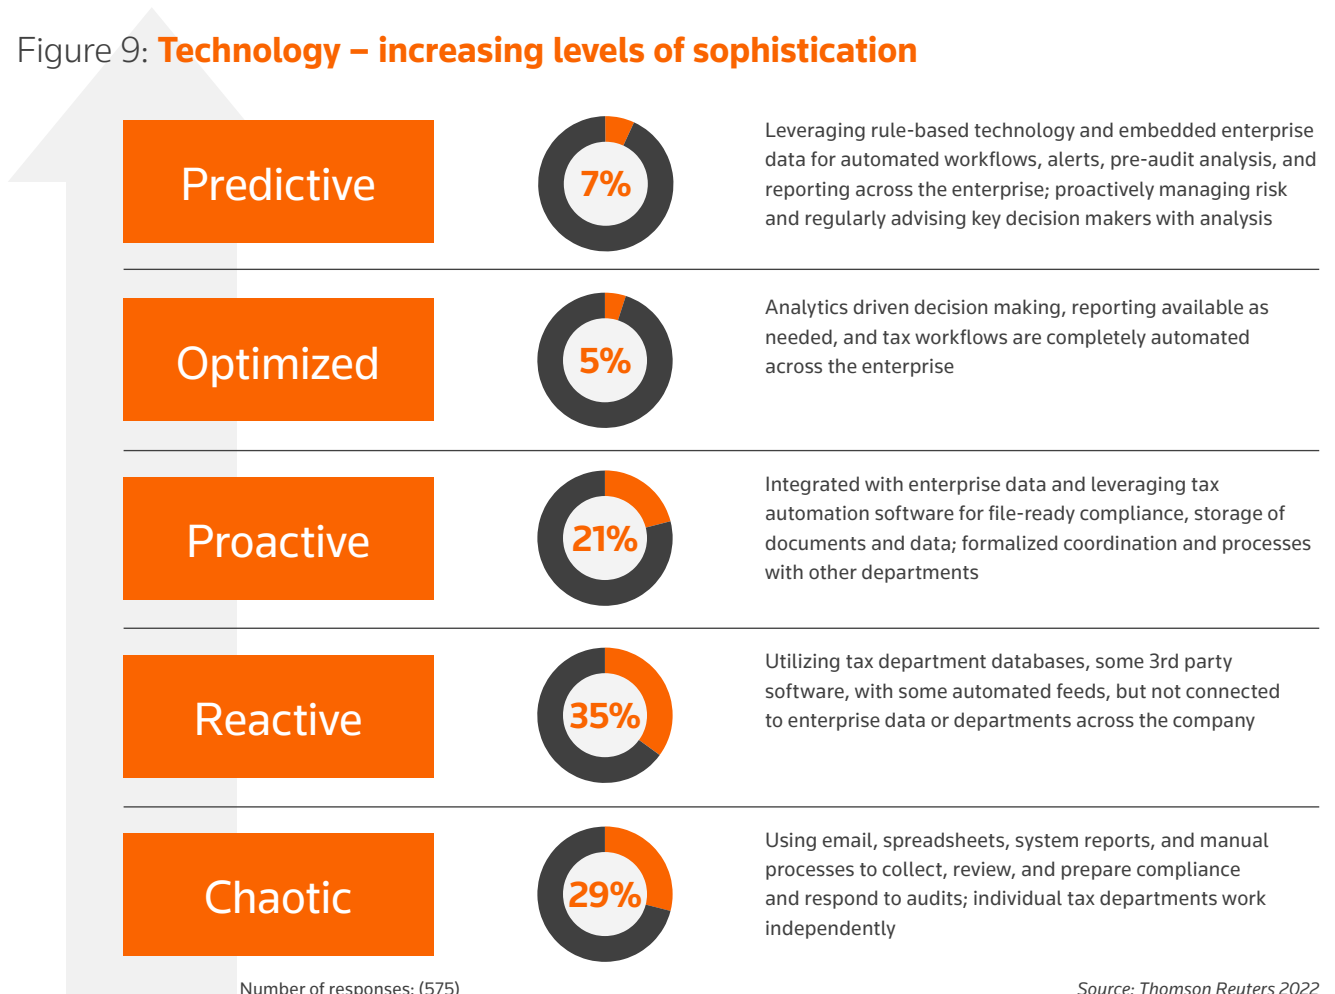 Figure 9: Technology – increasing levels of sophistication
Predictive
7%
Leveraging rule-based technology and embedded enterprise
data for automated workflows, alerts, pre-audit analysis, and
reporting across the enterprise; proactively managing risk
and regularly advising key decision makers with analysis
Optimized
5%
Analytics driven decision making, reporting available as
needed, and tax workflows are completely automated
across the enterprise
Proactive
21%
Integrated with enterprise data and leveraging tax
automation software for file-ready compliance, storage of
documents and data; formalized coordination and processes
with other departments
Reactive
35%
Utilizing tax department databases, some 3rd party
software, with some automated feeds, but not connected
to enterprise data or departments across the company
Chaotic
29%
Using email, spreadsheets, system reports, and manual
processes to collect, review, and prepare compliance
and respond to audits; individual tax departments work
independently
Number of responses: (575)
Source: Thomson Reuters 2022